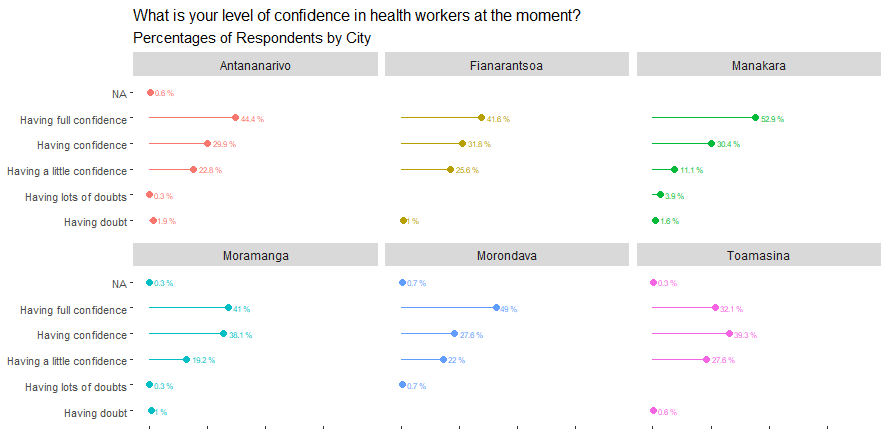 What is your level of confidence in health workers at the moment?
Percentages of Respondents by City
Antananarivo Fianarantsoa Manakara
NA 0.6 %
Having full confidence 44.4 % 41.6 % 52.9 %
Having confidence 29.9 % 31.8 % 30.4 %
Having a little confidence 22.8 % 25.6 % 11.1 %
Having lots of doubts 0.3 % 3.9 %
Having doubt 1.9 % 1 % 1.6 %
Moramanga Morondava Toamasina
NA 0.3 % 0.7 % 0.3 %
Having full confidence 41 % 49 % 32.1 %
Having confidence 38.1 % 27.6 % 39.3 %
Having a little confidence 19.2 % 22 % 27.6 %
Having lots of doubts 0.3 % 0.7 %
Having doubt 1 % 0.6 %